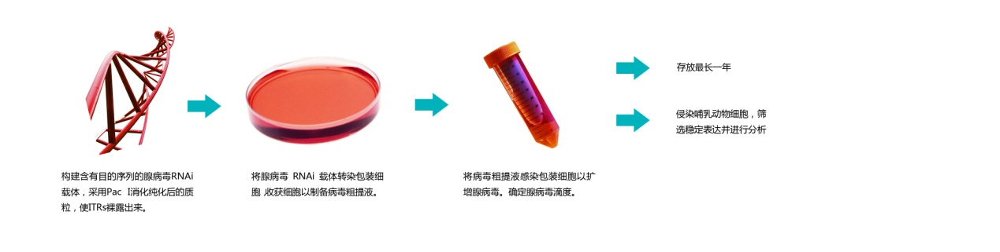 存放最长一年
侵染哺乳动物细胞，筛
选稳定表达并进行分析
构建含有目的序列的腺病毒RNAi
载体，采用Pac I消化纯化后的质
粒，使ITRs裸露出来。
将腺病毒 RNAi 载体转染包装细
胞,收获细胞以制备病毒粗提液。
将病毒粗提液感染包装细胞以扩
增腺病毒。确定腺病毒滴度。